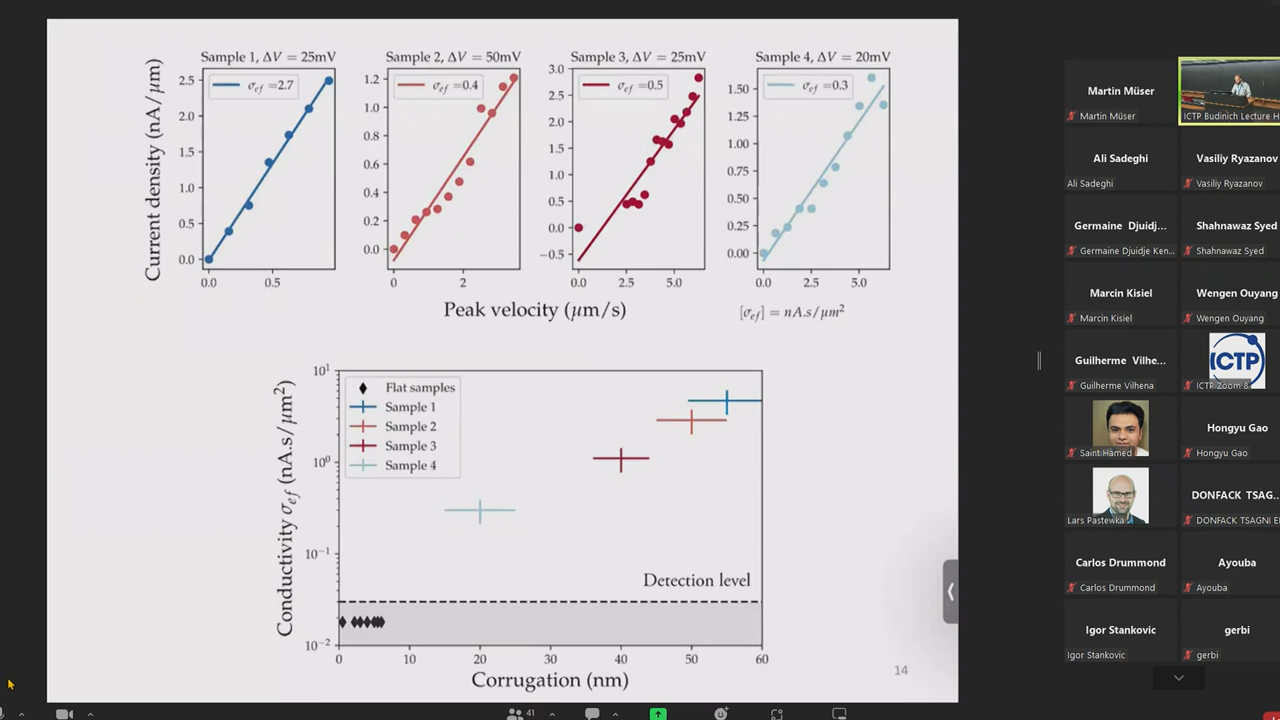 Sample 1, ΔV = 25mV
Sample 2, ΔV = 50mV
Sample 3, ΔV = 25mV
Sample 4, ΔV = 20mV
Current density (nA/μm)
σef =2.7
2.5
2.0
1.5
1.0
0.5
0.0
0.0
0.5
σef =0.4
1.2
1.0
0.8
0.6
0.4
0.2
0.0
0
2
σef =0.5
3.0
2.5
2.0
1.5
1.0
0.5
0.0
−0.5
0.0
2.5
5.0
σef =0.3
1.50
1.25
1.00
0.75
0.50
0.25
0.00
0.0
2.5
5.0
Peak velocity (μm/s)
[σef] = nA.s/μm²
Conductivity σef (nA.s/μm²)
10¹
10⁰
10⁻¹
10⁻²
Flat samples
Sample 1
Sample 2
Sample 3
Sample 4
Detection level
0
10
20
30
40
50
60
Corrugation (nm)
14
Martin Müser
Martin Müser
ICTP Budinich Lecture H
Ali Sadeghi
Ali Sadeghi
Vasiliy Ryazanov
Vasiliy Ryazanov
Germaine Djuidj...
Germaine Djuidje Ken...
Shahnawaz Syed
Shahnawaz Syed
Marcin Kisiel
Marcin Kisiel
Wengen Ouyang
Wengen Ouyang
Guilherme Vilhe...
Guilherme Vilhena
ICTP
ICTP Zoom 8
Saint Hamed
Hongyu Gao
Hongyu Gao
Lars Pastewka
DONFACK TSAG...
DONFACK TSAGNI E
Carlos Drummond
Carlos Drummond
Ayouba
Ayouba
Igor Stankovic
Igor Stankovic
gerbi
gerbi
41